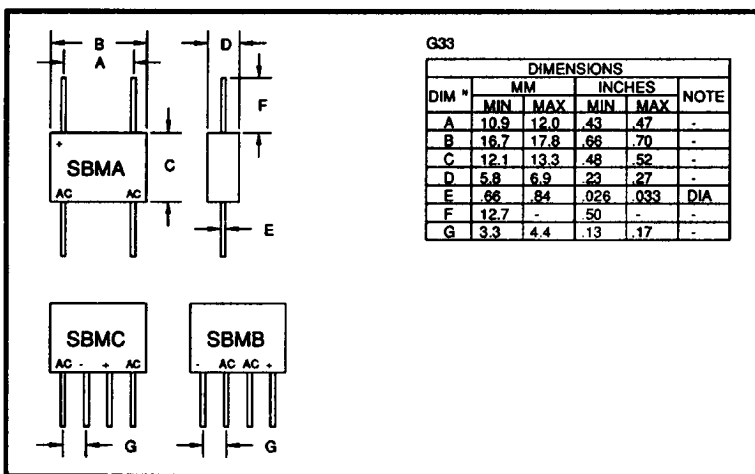 B
A
D
F
+
SBMA
C
AC AC
E
SBMC
AC - + AC
G
SBMB
- AC AC +
G
G33
DIMENSIONS
DIM MM INCHES NOTE
MIN MAX MIN MAX
A 10.9 12.0 .43 .47 -
B 16.7 17.8 .66 .70 -
C 12.1 13.3 .48 .52 -
D 5.8 6.9 .23 .27 -
E .66 .84 .026 .033 DIA
F 12.7 - .50 - -
G 3.3 4.4 .13 .17 -